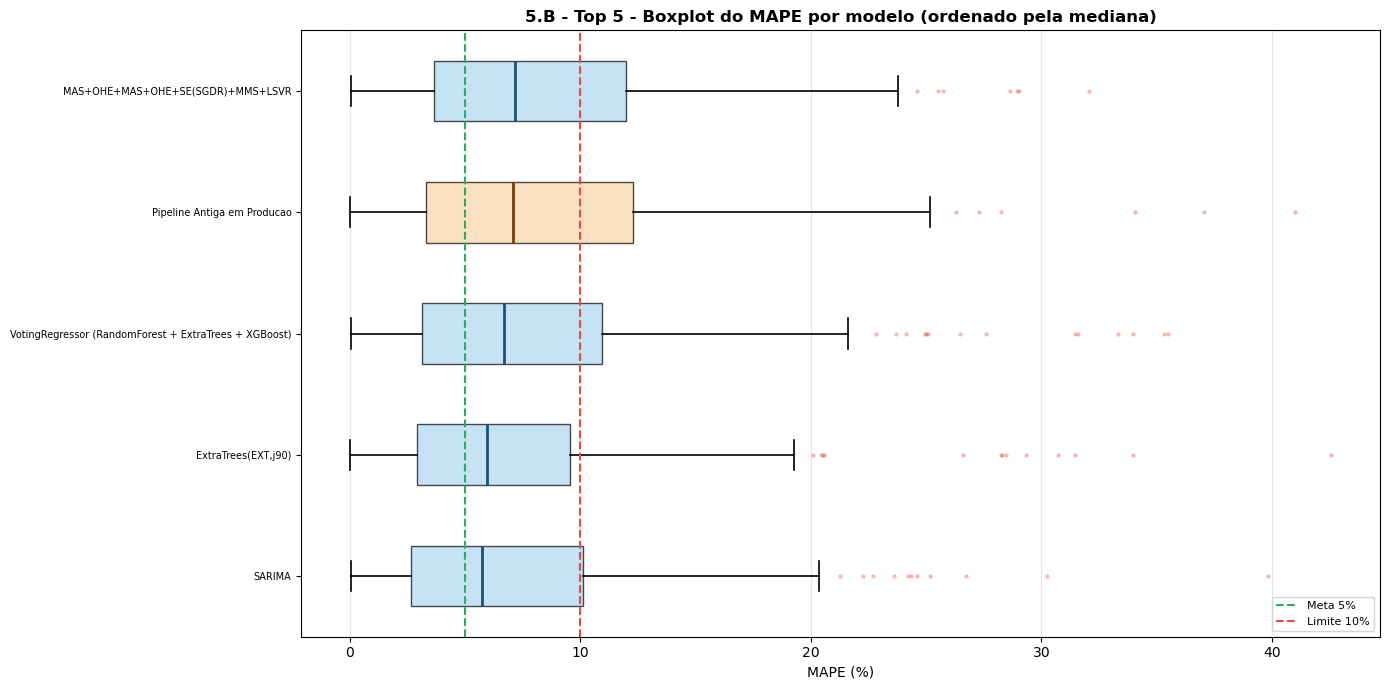 5.B - Top 5 - Boxplot do MAPE por modelo (ordenado pela mediana)
MAS+OHE+MAS+OHE+SE(SGDR)+MMS+LSVR
Pipeline Antiga em Producao
VotingRegressor (RandomForest + ExtraTrees + XGBoost)
ExtraTrees(EXT,j90)
SARIMA
Meta 5%
Limite 10%
0 10 20 30 40
MAPE (%)